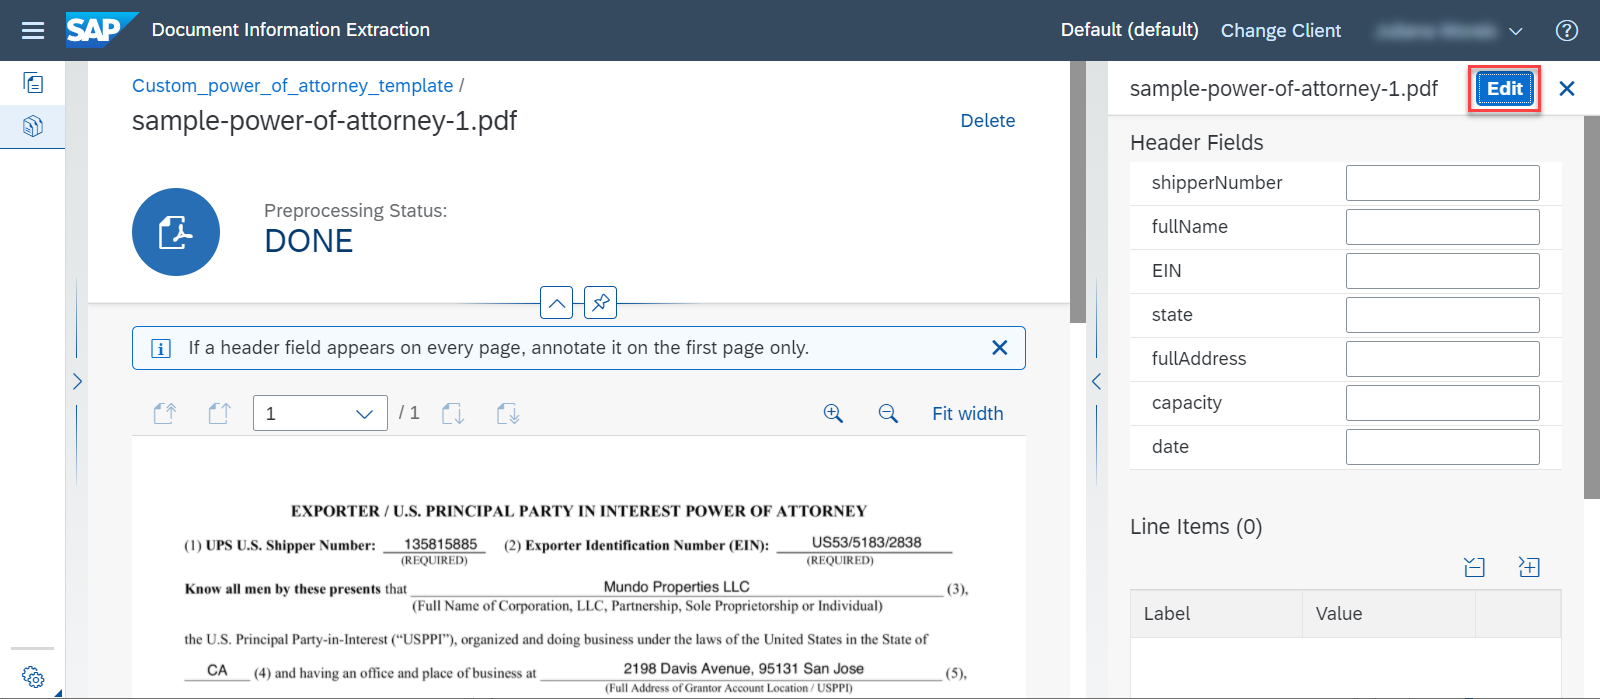 SAP Document Information Extraction Default (default) Change Client
Custom_power_of_attorney_template /
sample-power-of-attorney-1.pdf
Delete
Preprocessing Status:
DONE
If a header field appears on every page, annotate it on the first page only.
1 / 1 Fit width
EXPORTER / U.S. PRINCIPAL PARTY IN INTEREST POWER OF ATTORNEY
(1) UPS U.S. Shipper Number: 135815885 (2) Exporter Identification Number (EIN): US53/5183/2838
(REQUIRED) (REQUIRED)
Know all men by these presents that Mundo Properties LLC (3),
(Full Name of Corporation, LLC, Partnership, Sole Proprietorship or Individual)
the U.S. Principal Party-in-Interest (“USPPI”), organized and doing business under the laws of the United States in the State of
CA (4) and having an office and place of business at 2198 Davis Avenue, 95131 San Jose (5),
(Full Address of Grantor Account Location / USPPI)
sample-power-of-attorney-1.pdf Edit
Header Fields
shipperNumber
fullName
EIN
state
fullAddress
capacity
date
Line Items (0)
Label Value